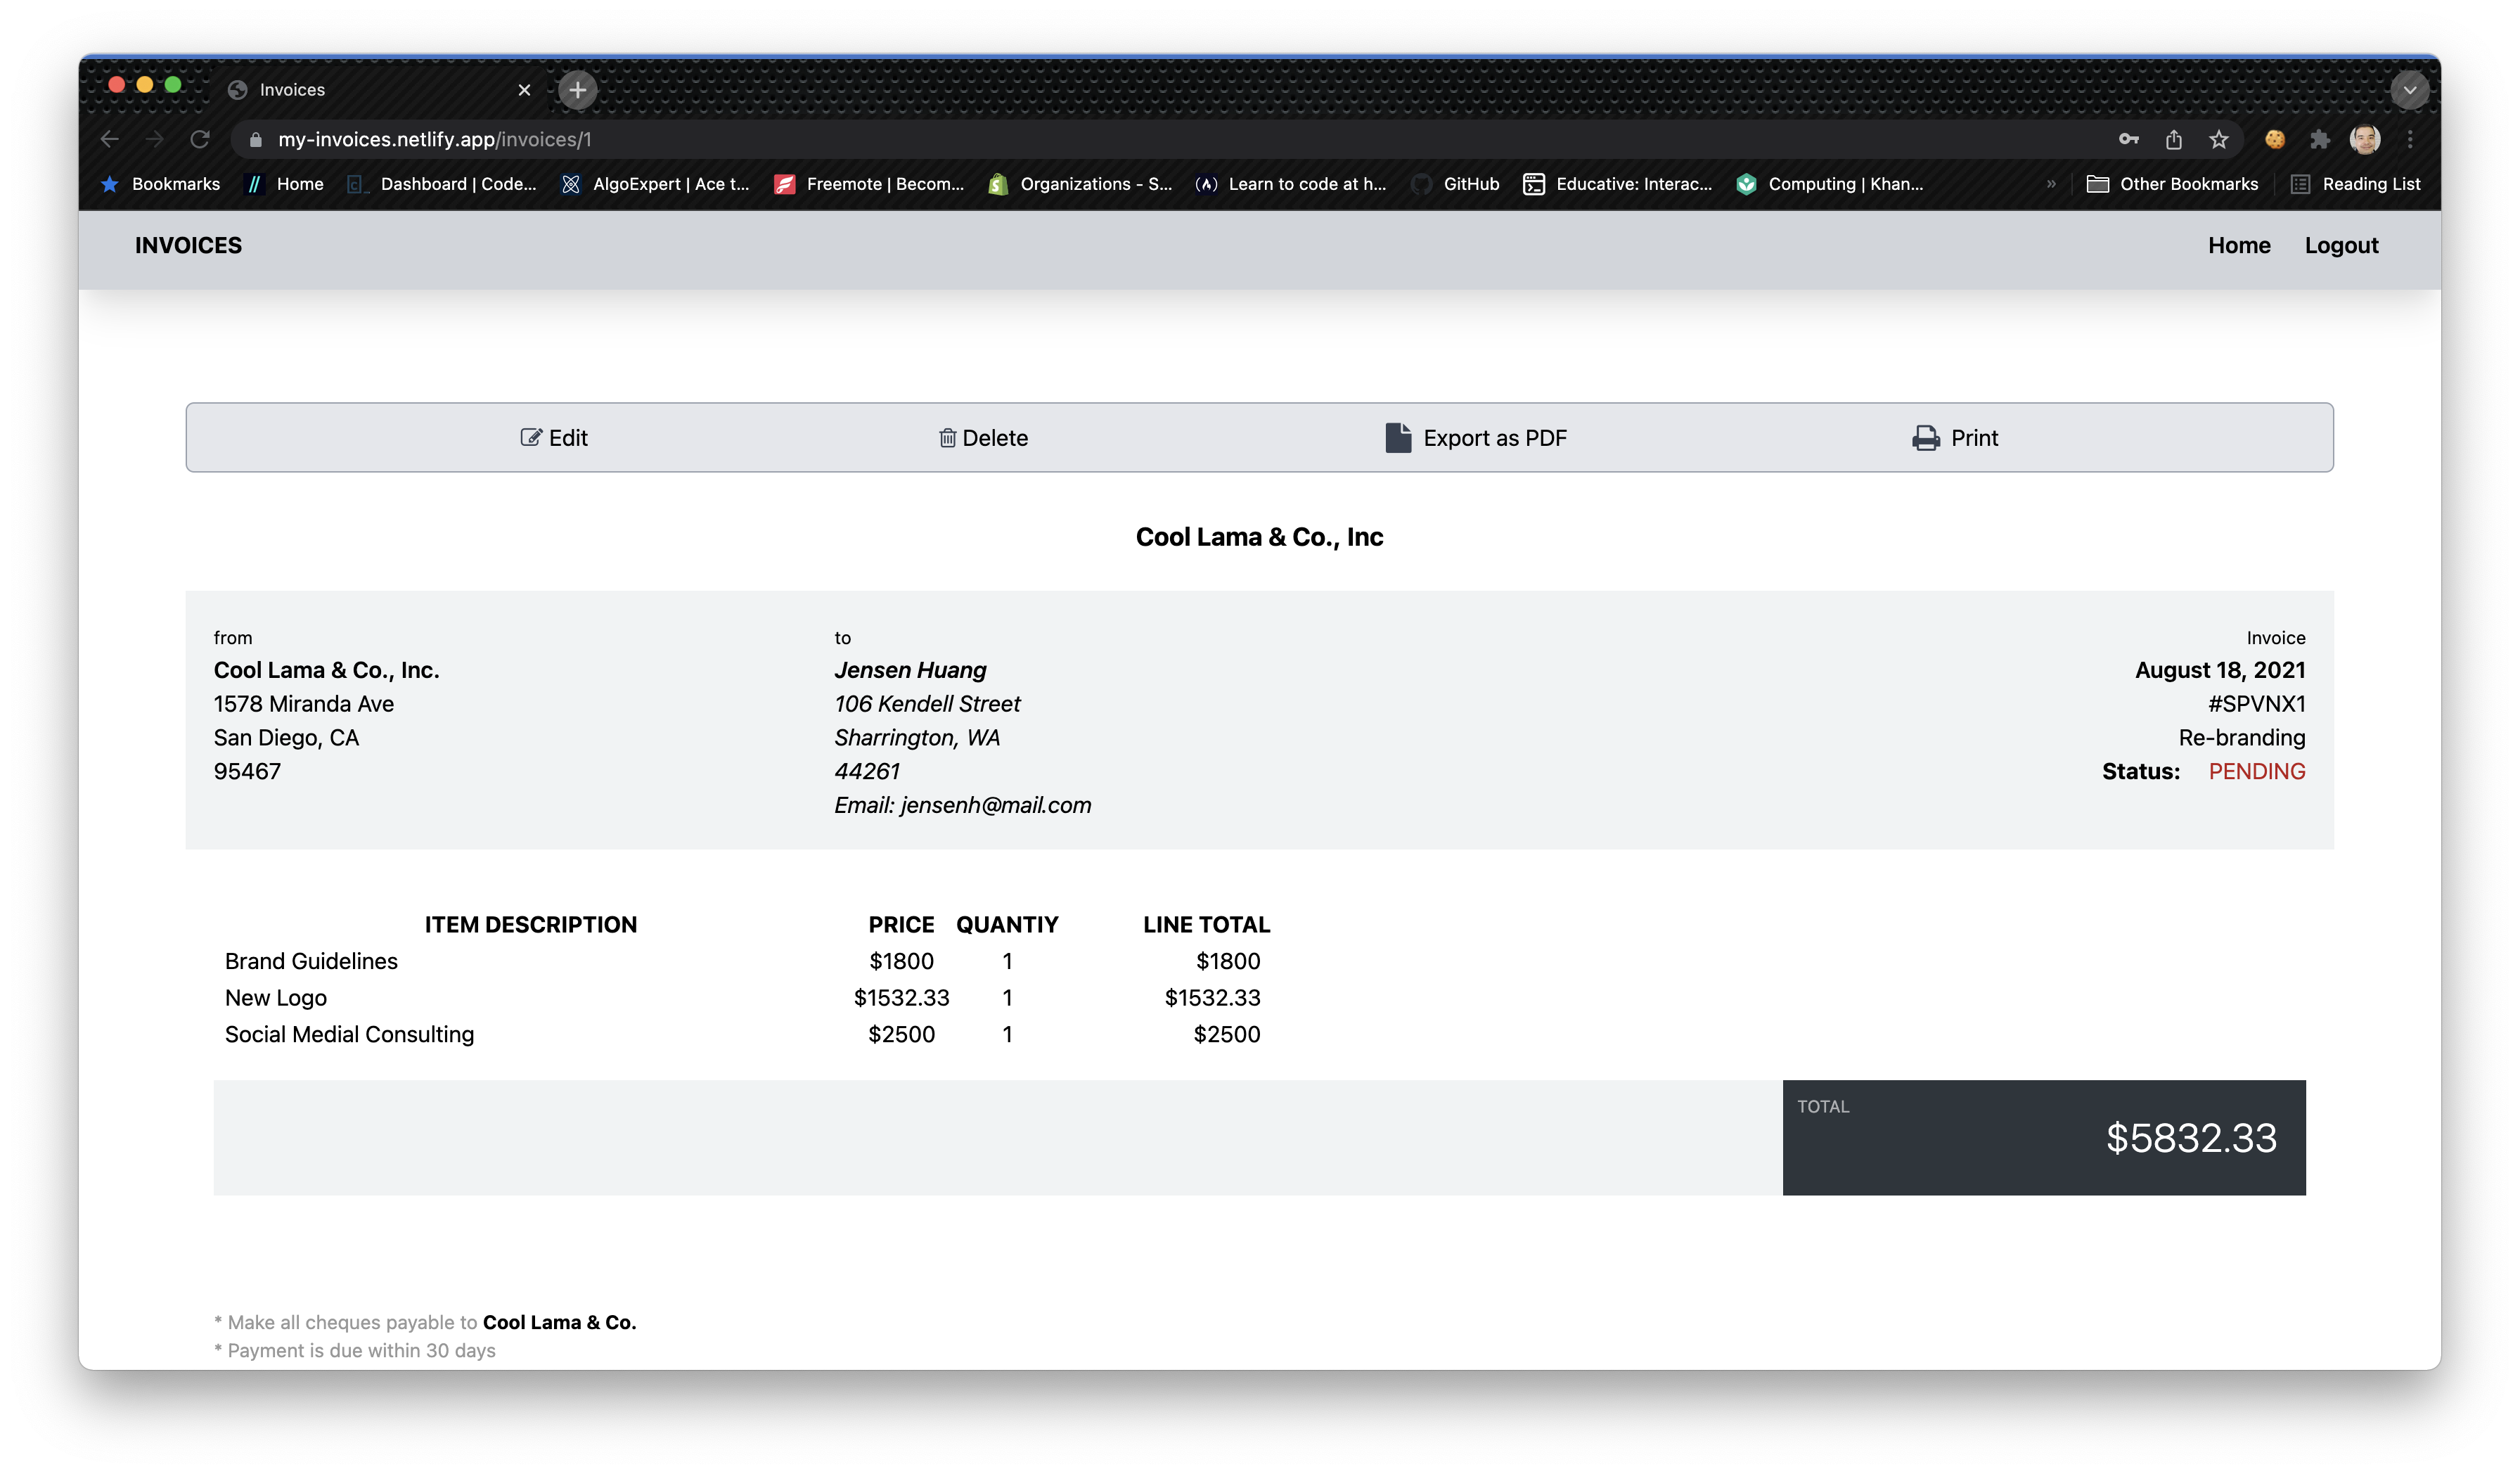 Invoices
my-invoices.netlify.app/invoices/1
Bookmarks Home Dashboard | Code... AlgoExpert | Ace t... Freemote | Becom... Organizations - S... Learn to code at h... GitHub Educative: Interac... Computing | Khan... » Other Bookmarks Reading List
INVOICES Home Logout
Edit Delete Export as PDF Print
Cool Lama & Co., Inc
from
Cool Lama & Co., Inc.
1578 Miranda Ave
San Diego, CA
95467
to
Jensen Huang
106 Kendell Street
Sharrington, WA
44261
Email: jensenh@mail.com
Invoice
August 18, 2021
#SPVNX1
Re-branding
Status: PENDING
ITEM DESCRIPTION PRICE QUANTIY LINE TOTAL
Brand Guidelines $1800 1 $1800
New Logo $1532.33 1 $1532.33
Social Medial Consulting $2500 1 $2500
TOTAL
$5832.33
* Make all cheques payable to Cool Lama & Co.
* Payment is due within 30 days